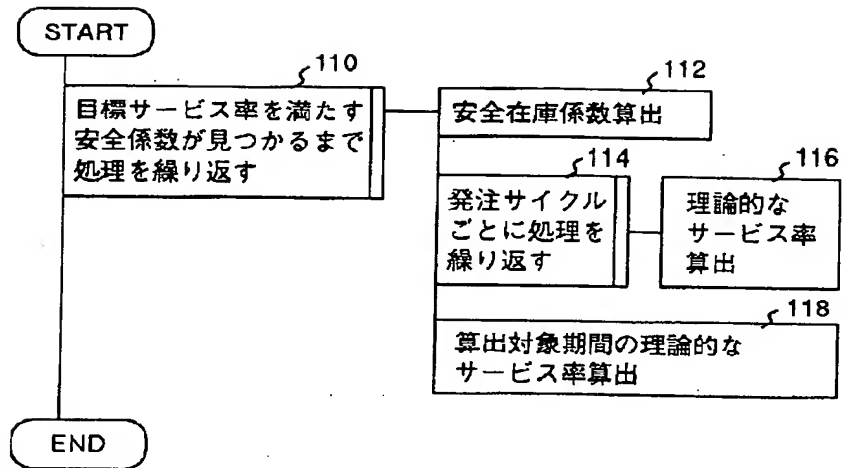 START
110
目標サービス率を満たす
安全係数が見つかるまで
処理を繰り返す
112
安全在庫係数算出
114
発注サイクル
ごとに処理を
繰り返す
116
理論的な
サービス率
算出
118
算出対象期間の理論的な
サービス率算出
END